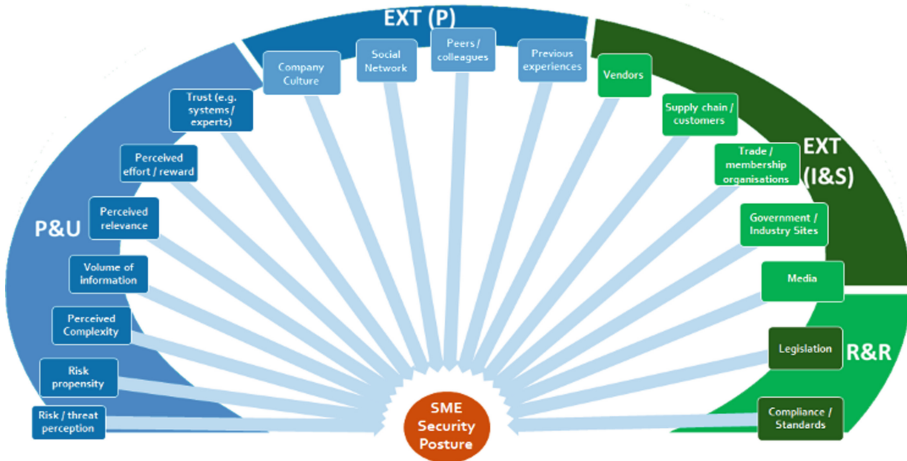 EXT (P)
Company
Culture
Social
Network
Peers /
colleagues
Previous
experiences
Vendors
Trust (e.g.
systems /
experts)
Supply chain /
customers
Perceived
effort / reward
Trade /
membership
organisations
EXT
(I&S)
P&U
Perceived
relevance
Government /
Industry Sites
Volume of
information
Media
Perceived
Complexity
Legislation
R&R
Risk
propensity
Risk / threat
perception
SME
Security
Posture
Compliance /
Standards